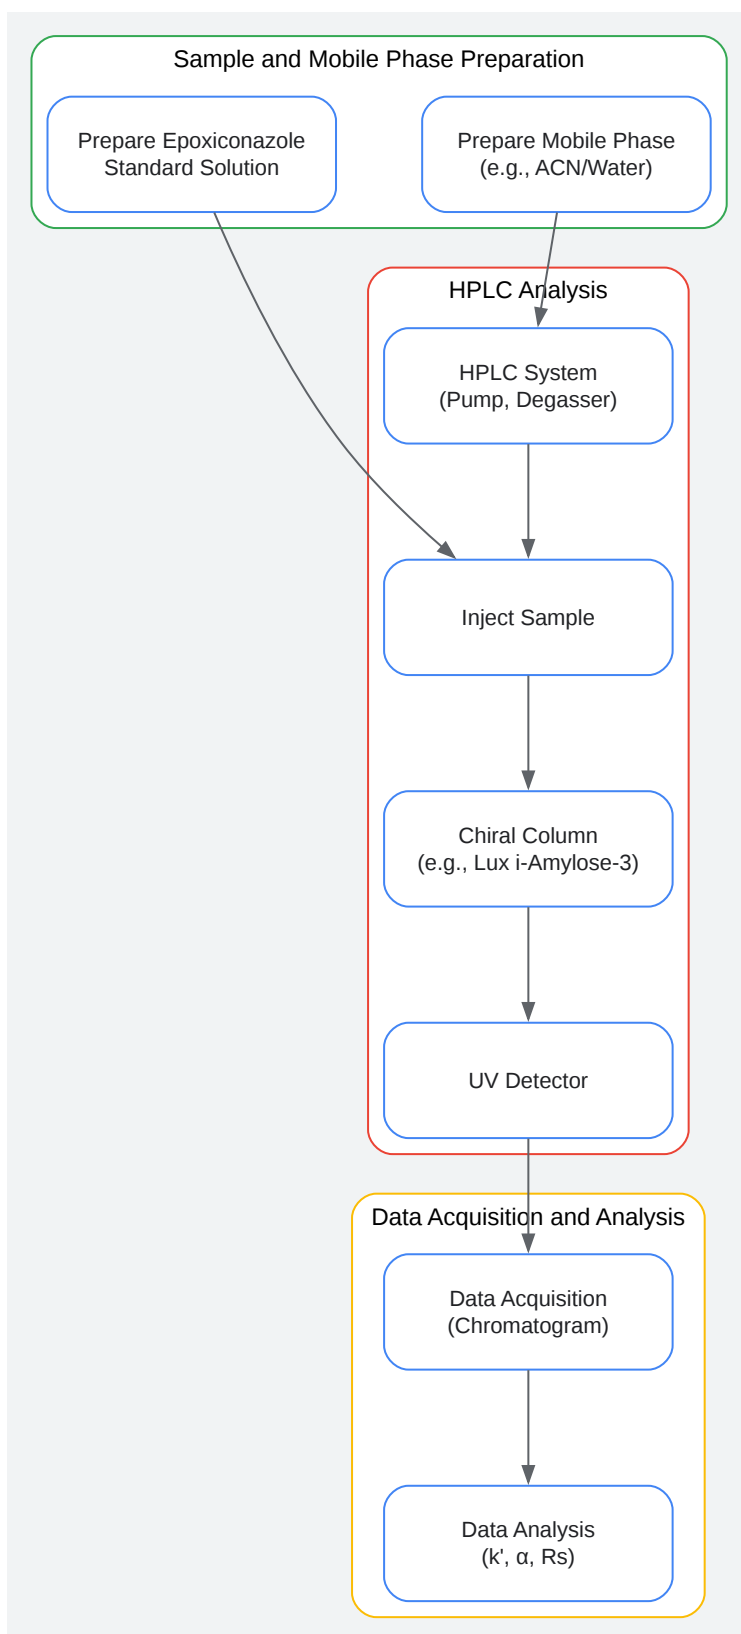 Sample and Mobile Phase Preparation
Prepare Epoxiconazole
Standard Solution
Prepare Mobile Phase
(e.g., ACN/Water)
HPLC Analysis
HPLC System
(Pump, Degasser)
Inject Sample
Chiral Column
(e.g., Lux i-Amylose-3)
UV Detector
Data Acquisition and Analysis
Data Acquisition
(Chromatogram)
Data Analysis
(k', α, Rs)